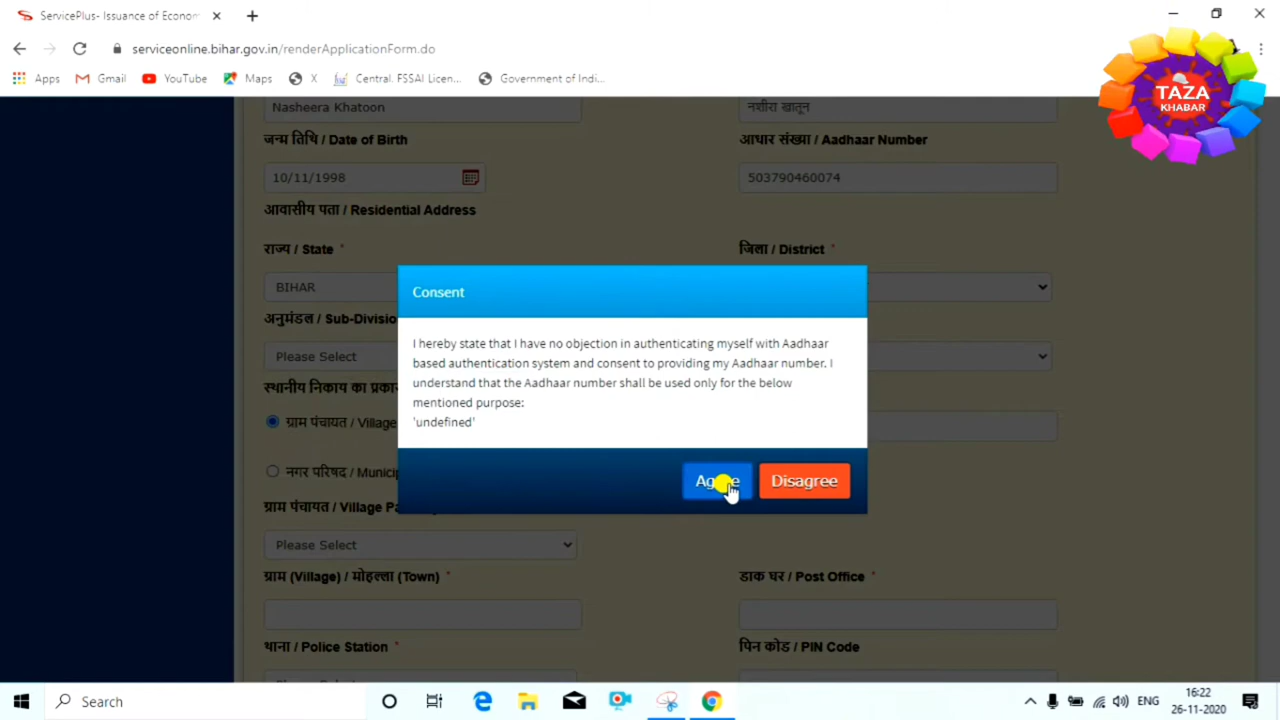 ServicePlus- Issuance of Econom
serviceonline.bihar.gov.in/renderApplicationForm.do
Apps Gmail YouTube Maps X Central. FSSAI Licen... Government of Indi...
TAZA
KHABAR
Nasheera Khatoon
नशीरा खातून
जन्म तिथि / Date of Birth
आधार संख्या / Aadhaar Number
10/11/1998
503790460074
आवासीय पता / Residential Address
राज्य / State *
जिला / District *
BIHAR
अनुमंडल / Sub-Divisio
Please Select
स्थानीय निकाय का प्रका
ग्राम पंचायत / Village
नगर परिषद / Munici
ग्राम पंचायत / Village Pa
Please Select
ग्राम (Village) / मोहल्ला (Town) *
डाक घर / Post Office *
थाना / Police Station *
पिन कोड / PIN Code
Consent
I hereby state that I have no objection in authenticating myself with Aadhaar
based authentication system and consent to providing my Aadhaar number. I
understand that the Aadhaar number shall be used only for the below
mentioned purpose:
'undefined'
Agree Disagree
Search
ENG
16:22
26-11-2020